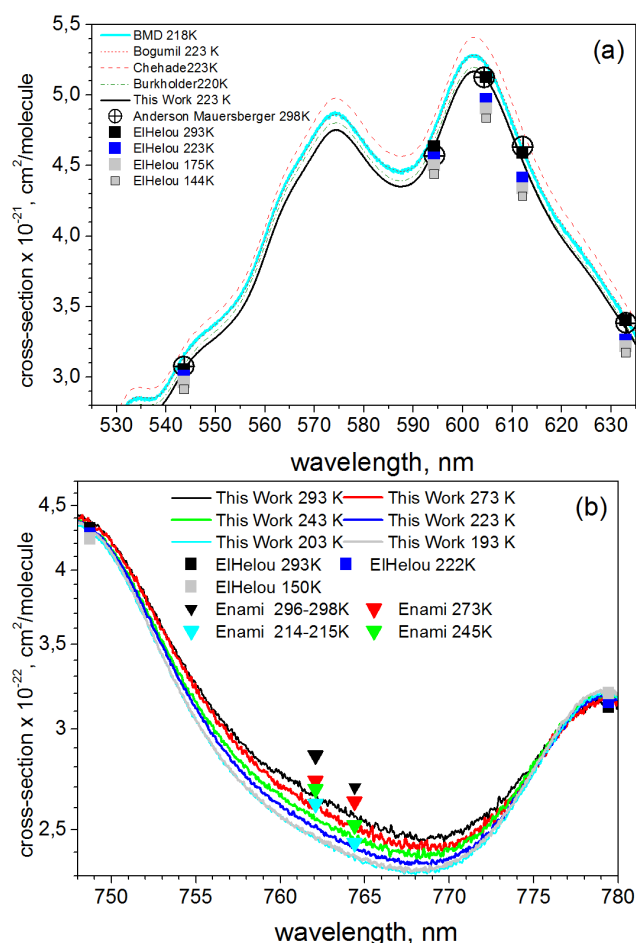 (a)
BMD 218K
Bogumil 223 K
Chehade223K
Burkholder220K
This Work 223 K
Anderson Mauersberger 298K
ElHelou 293K
ElHelou 223K
ElHelou 175K
ElHelou 144K
5,5
5,0
4,5
4,0
3,5
3,0
cross-section x 10-21, cm2/molecule
530 540 550 560 570 580 590 600 610 620 630
wavelength, nm
(b)
This Work 293 K This Work 273 K
This Work 243 K This Work 223 K
This Work 203 K This Work 193 K
ElHelou 293K ElHelou 222K
ElHelou 150K
Enami 296-298K Enami 273K
Enami 214-215K Enami 245K
4,5
4
3,5
3
2,5
cross-section x 10-22, cm2/molecule
750 755 760 765 770 775 780
wavelength, nm